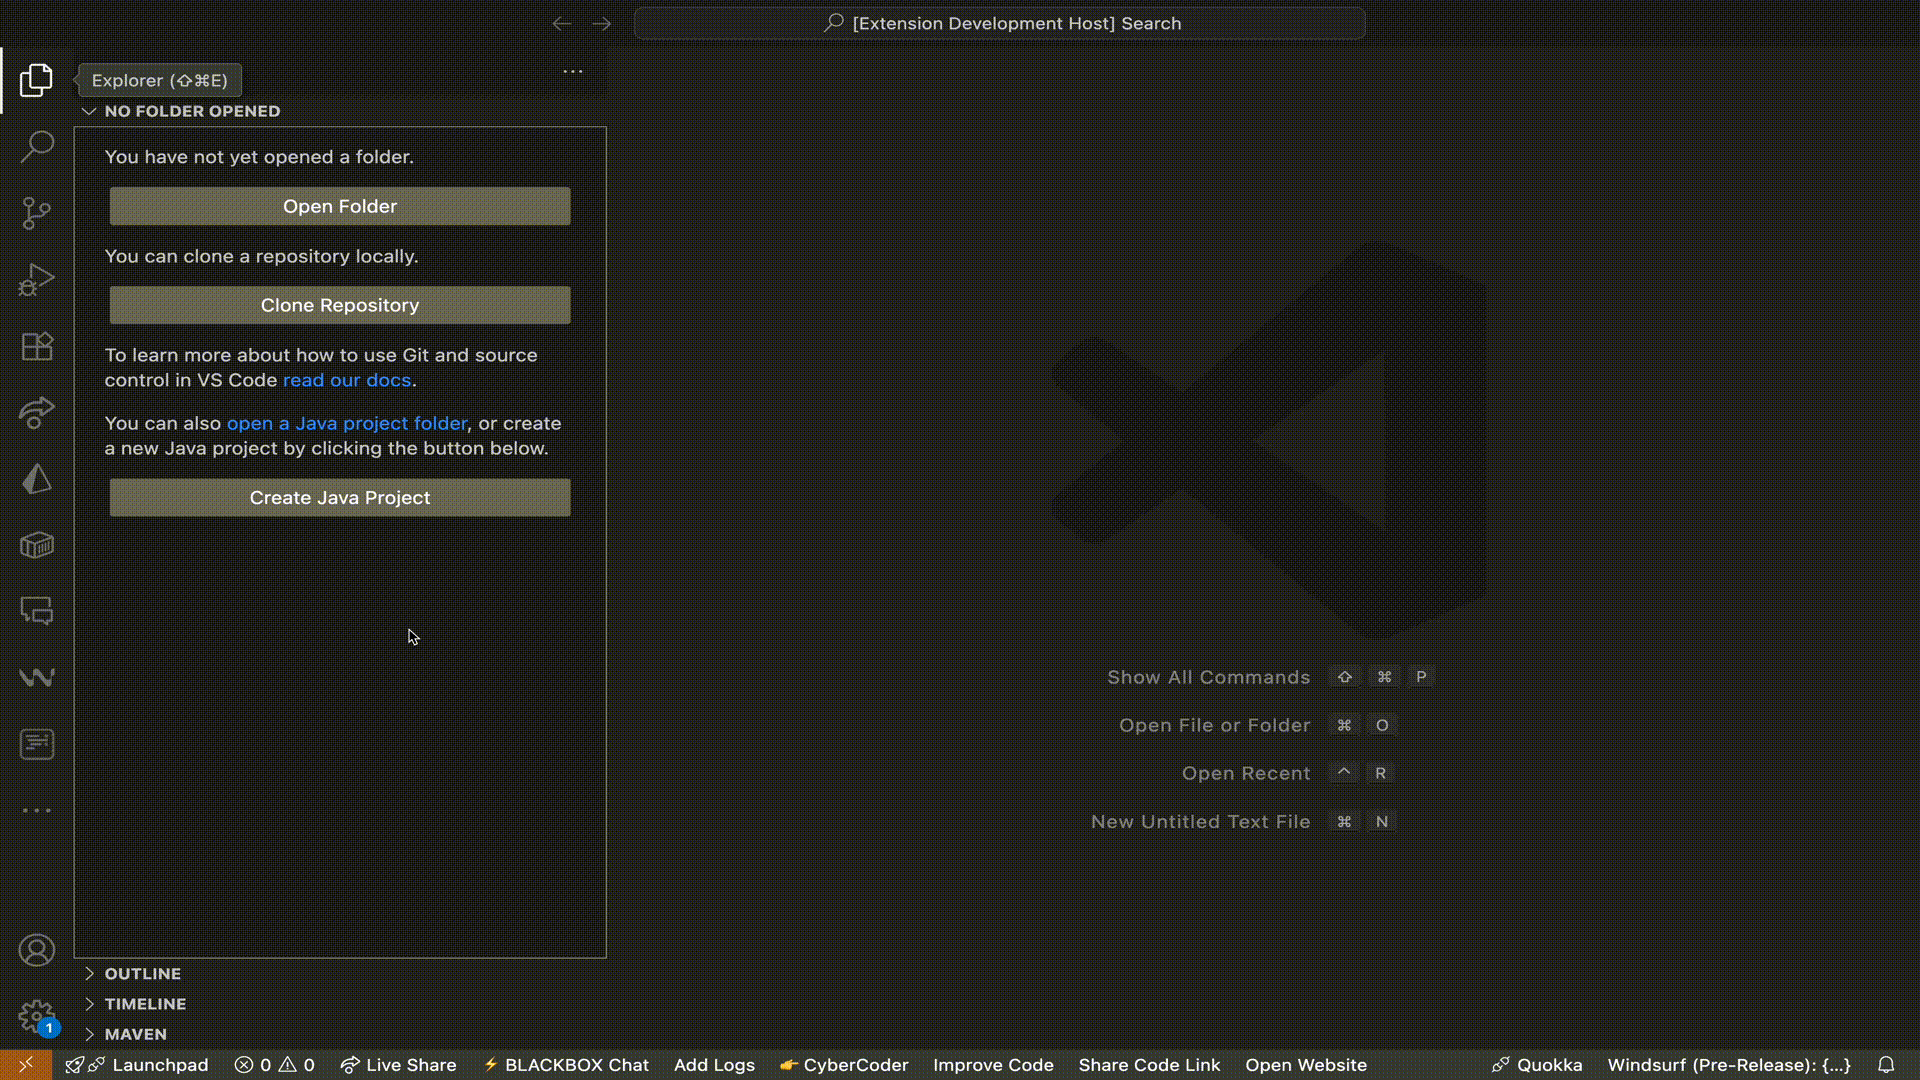 [Extension Development Host] Search
Explorer (⇧⌘E)
NO FOLDER OPENED
You have not yet opened a folder.
Open Folder
You can clone a repository locally.
Clone Repository
To learn more about how to use Git and source
control in VS Code read our docs.
You can also open a Java project folder, or create
a new Java project by clicking the button below.
Create Java Project
Show All Commands ⇧ ⌘ P
Open File or Folder ⌘ O
Open Recent ^ R
New Untitled Text File ⌘ N
OUTLINE
TIMELINE
1
MAVEN
Launchpad 0 0 Live Share BLACKBOX Chat Add Logs CyberCoder Improve Code Share Code Link Open Website Quokka Windsurf (Pre-Release): {...}